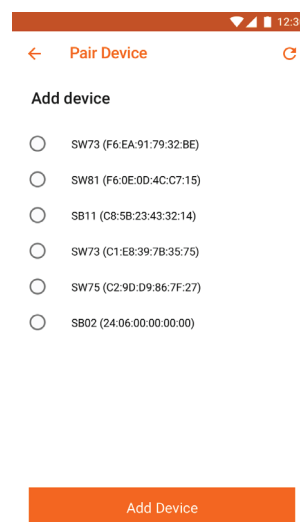 12:30
Pair Device
Add device
SW73 (F6:EA:91:79:32:BE)
SW81 (F6:0E:0D:4C:C7:15)
SB11 (C8:5B:23:43:32:14)
SW73 (C1:E8:39:7B:35:75)
SW75 (C2:9D:D9:86:7F:27)
SB02 (24:06:00:00:00:00)
Add Device